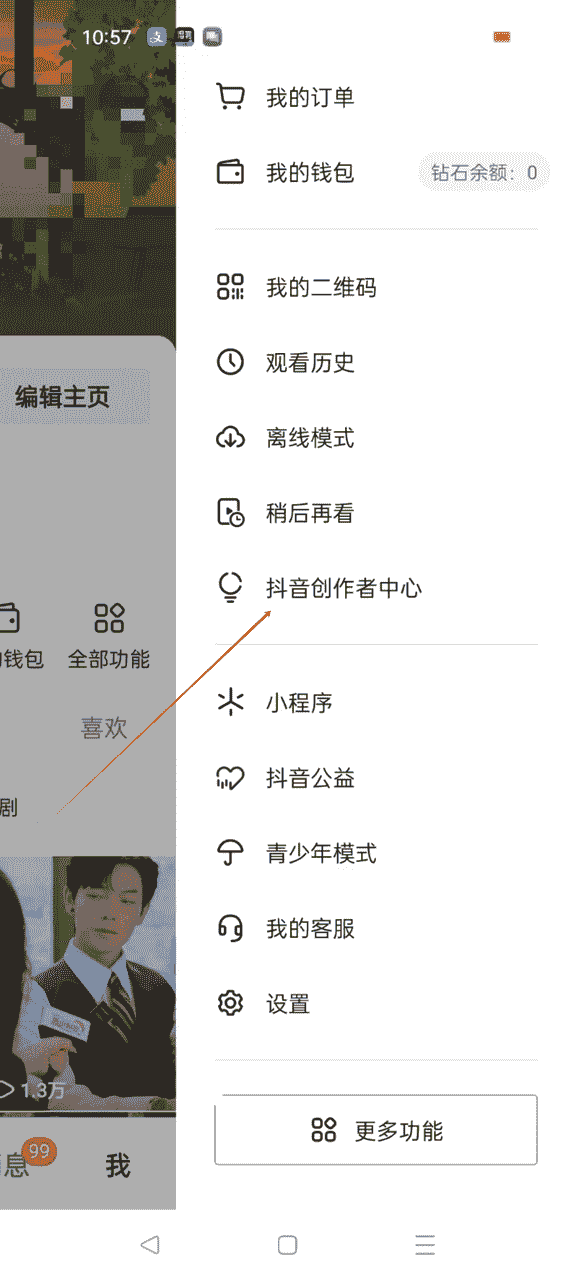 10:57
我的订单
我的钱包
钻石余额：0
我的二维码
观看历史
编辑主页
离线模式
稍后再看
抖音创作者中心
钱包
全部功能
小程序
喜欢
抖音公益
剧
青少年模式
我的客服
设置
1.3万
更多功能
息
99
我